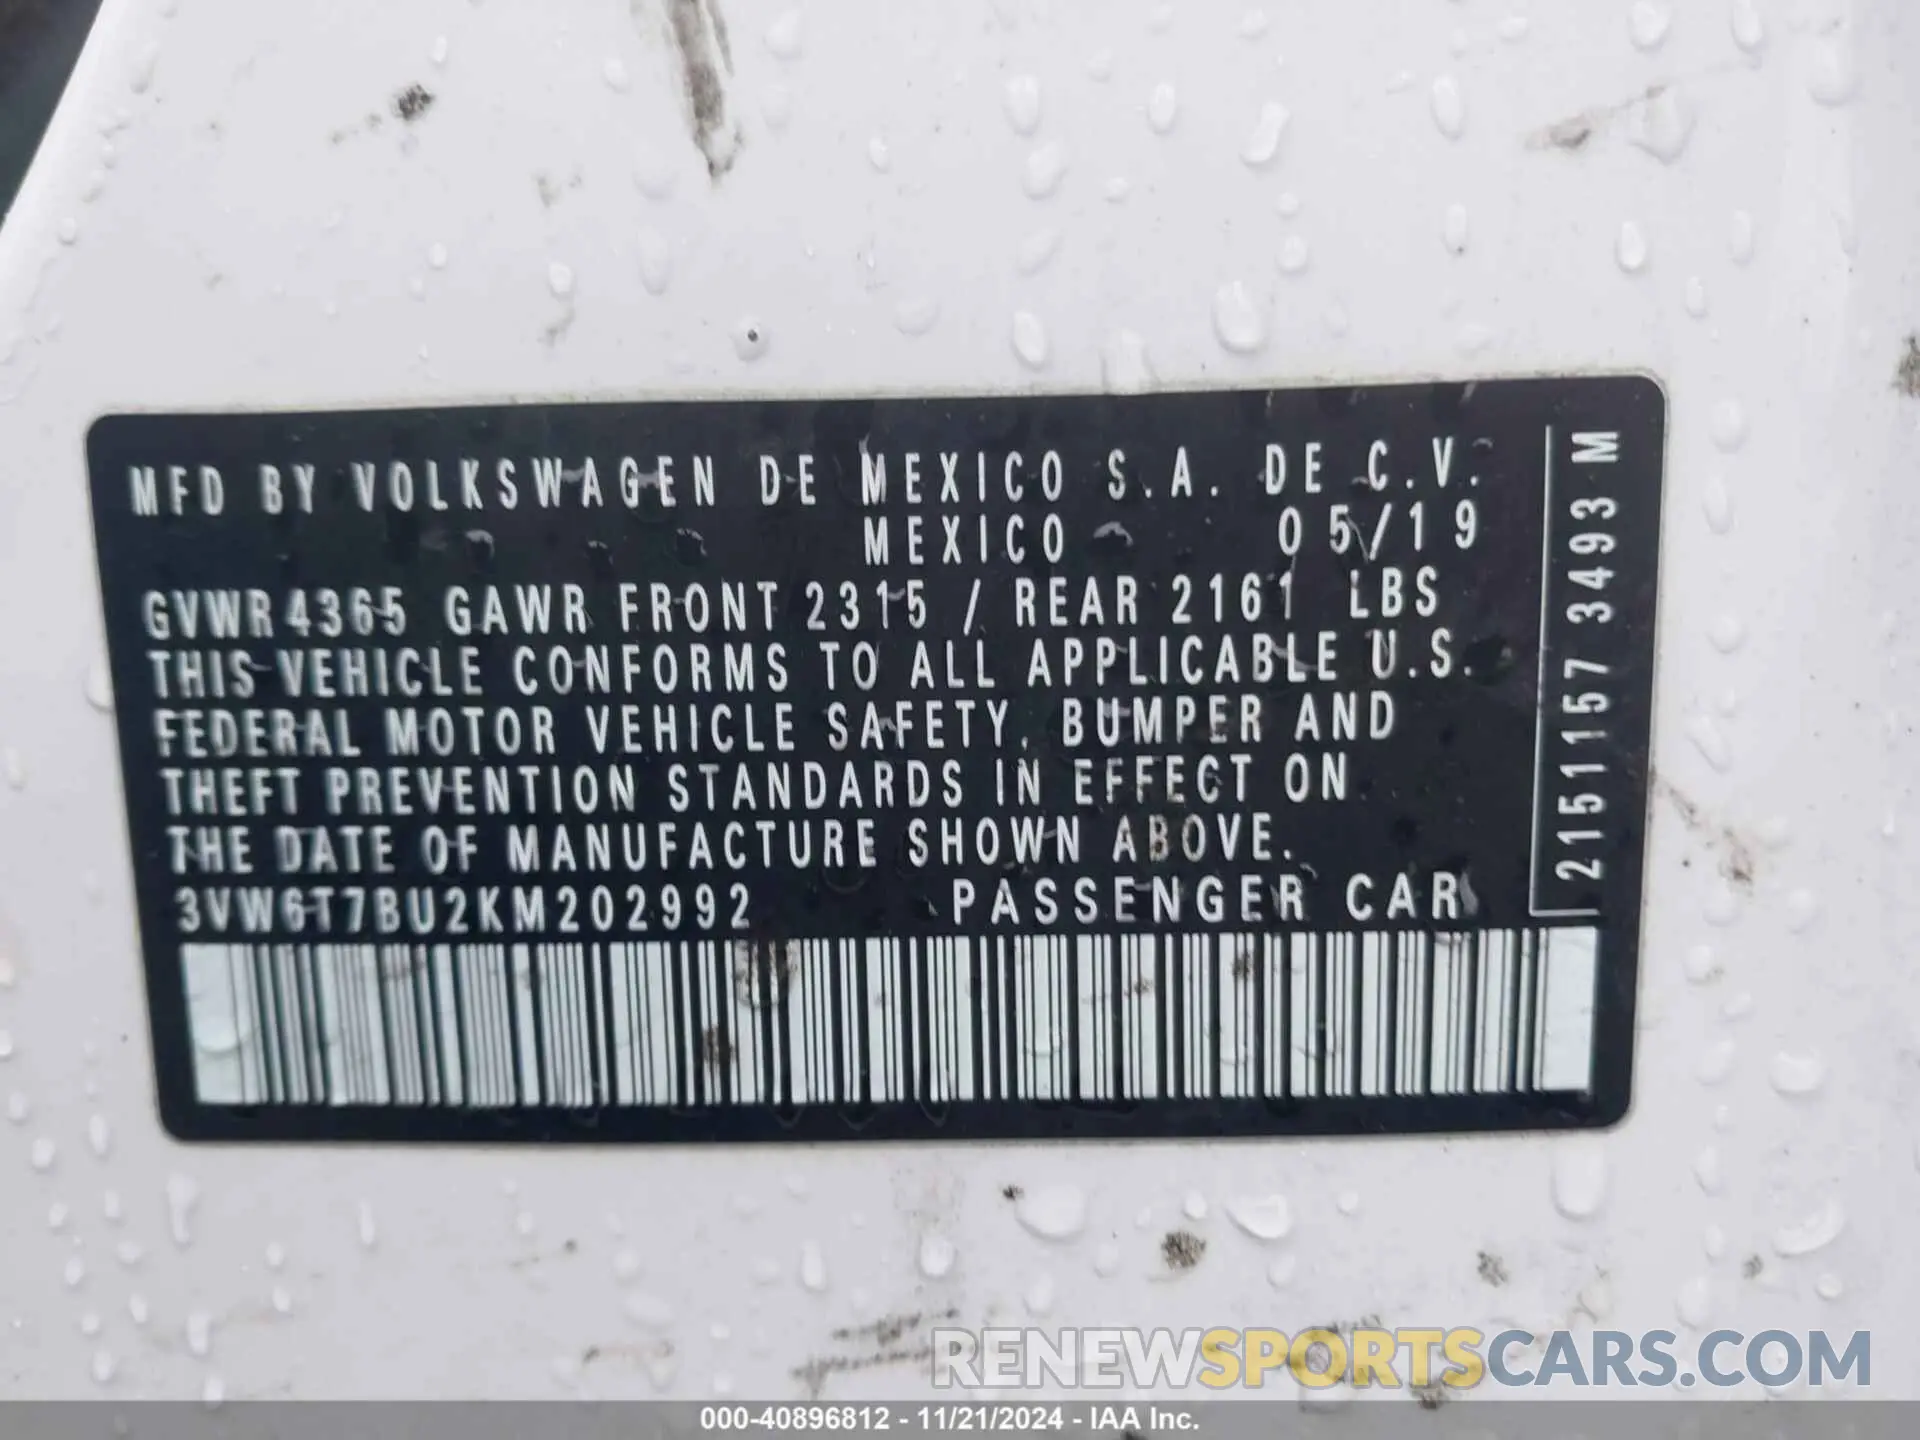 MFD BY VOLKSWAGEN DE MEXICO S.A. DE C.V.
MEXICO 05/19
GVWR 4365 GAWR FRONT 2315 / REAR 2161 LBS
THIS VEHICLE CONFORMS TO ALL APPLICABLE U.S.
FEDERAL MOTOR VEHICLE SAFETY, BUMPER AND
THEFT PREVENTION STANDARDS IN EFFECT ON
THE DATE OF MANUFACTURE SHOWN ABOVE.
3VW6T7BU2KM202992 PASSENGER CAR
2151157 3493 M
RENEWSPORTSCARS.COM
000-40896812 - 11/21/2024 - IAA Inc.